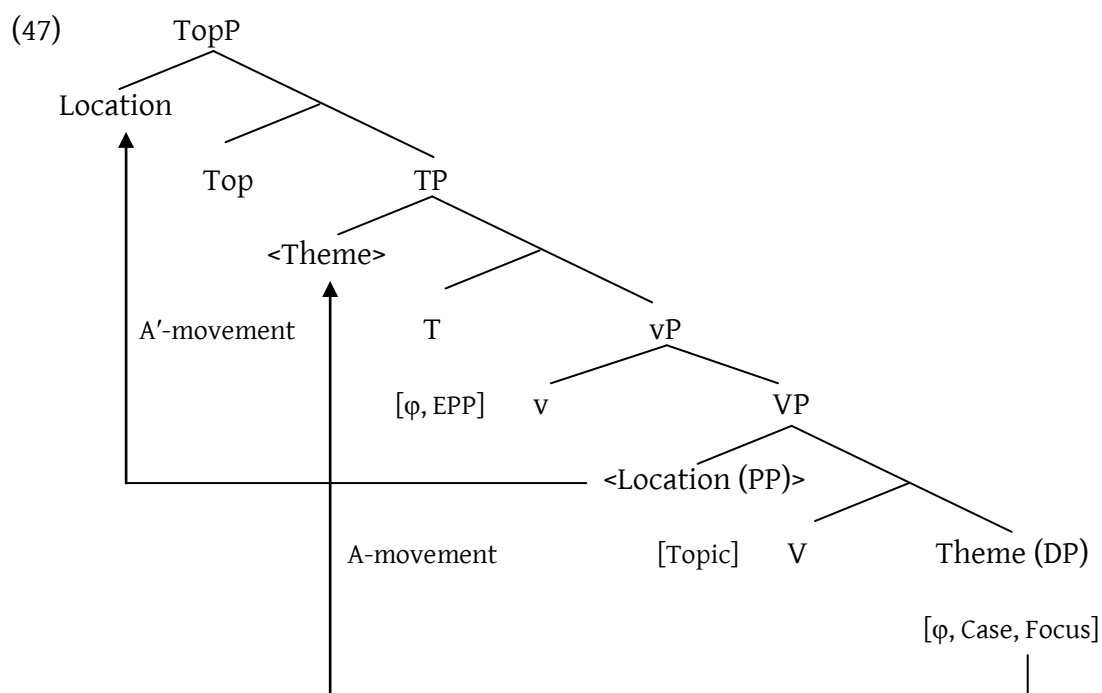 (47) TopP
Location
Top TP
<Theme>
A′-movement T vP
[φ, EPP] v VP
<Location (PP)>
A-movement [Topic] V Theme (DP)
[φ, Case, Focus]